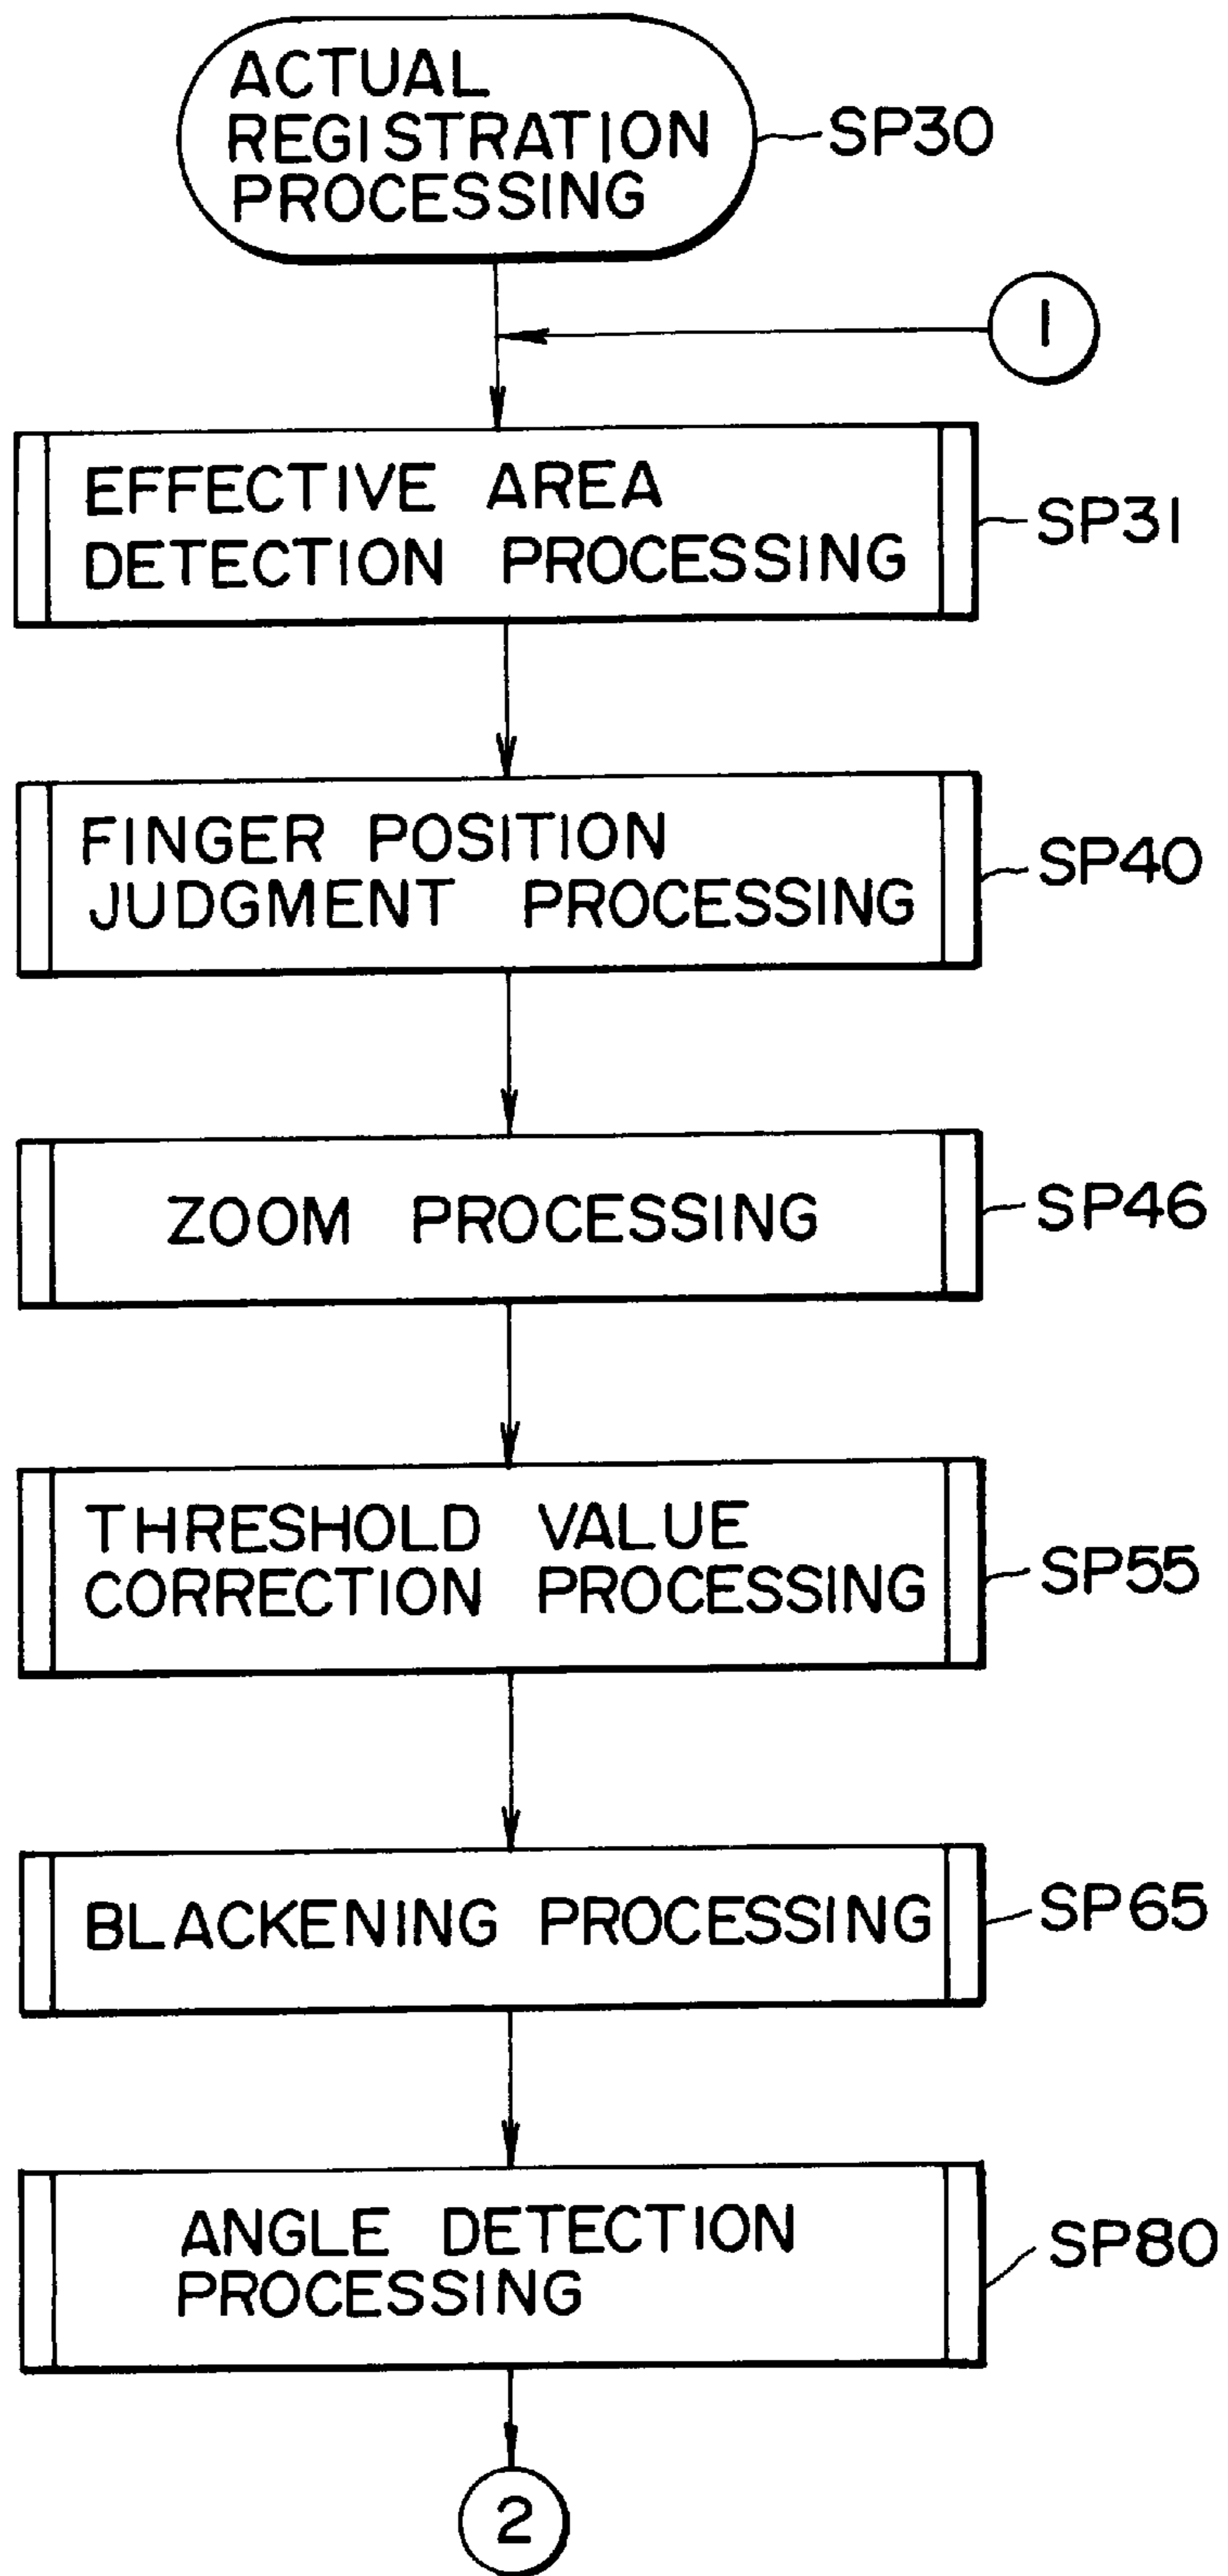 ACTUAL
REGISTRATION
PROCESSING
SP30
1
EFFECTIVE AREA
DETECTION PROCESSING
SP31
FINGER POSITION
JUDGMENT PROCESSING
SP40
ZOOM PROCESSING
SP46
THRESHOLD VALUE
CORRECTION PROCESSING
SP55
BLACKENING PROCESSING
SP65
ANGLE DETECTION
PROCESSING
SP80
2